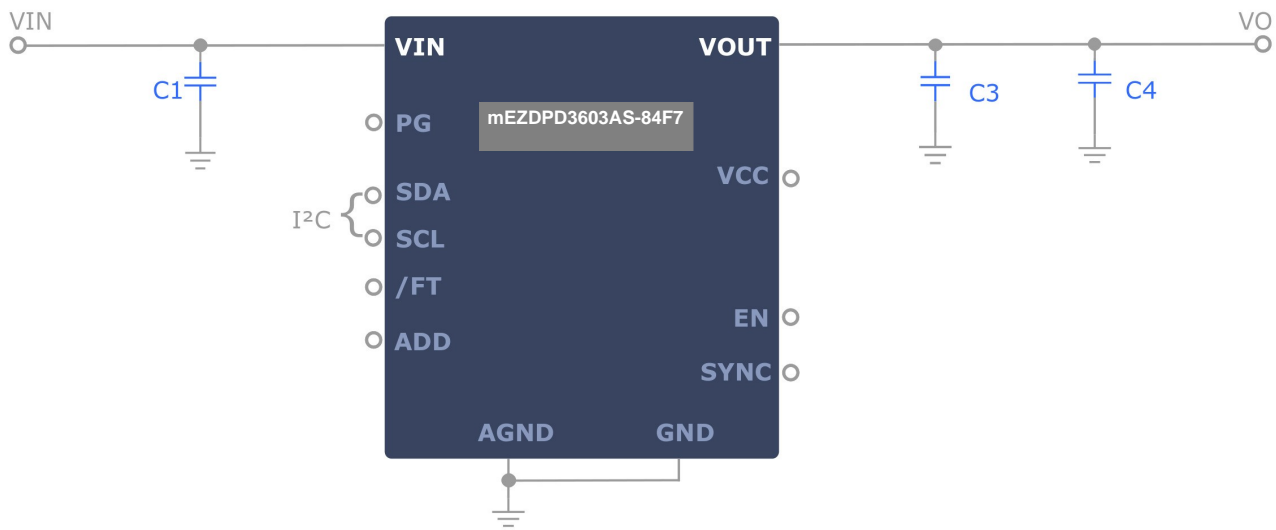 VIN
VO
VIN
VOUT
C1
C3
C4
mEZDPD3603AS-84F7
PG
VCC
SDA
I²C
SCL
/FT
EN
ADD
SYNC
AGND
GND